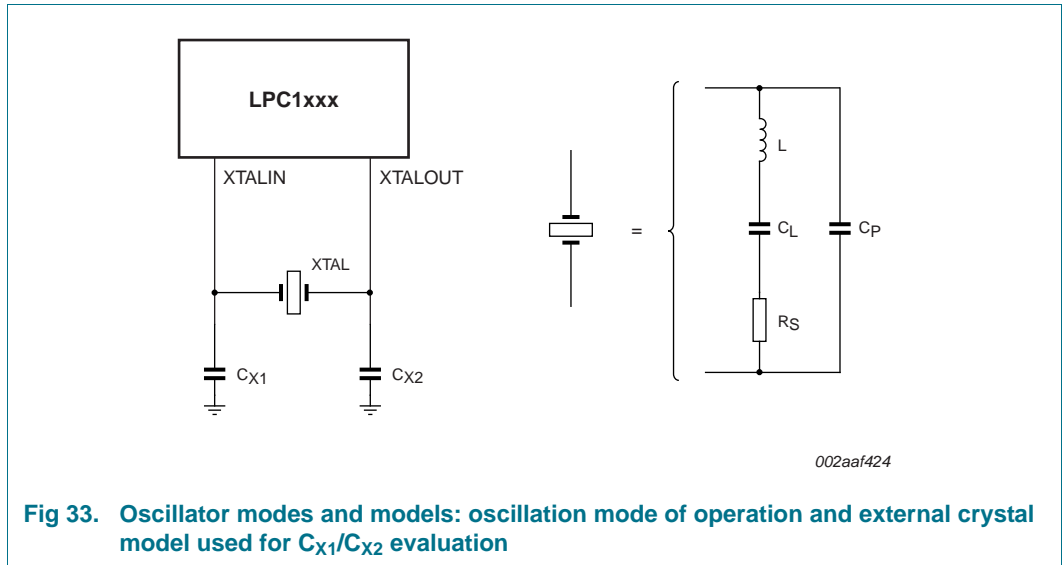 LPC1xxx
XTALIN
XTALOUT
XTAL
CX1
CX2
=
L
CL
CP
RS
002aaf424
Fig 33. Oscillator modes and models: oscillation mode of operation and external crystal
model used for CX1/CX2 evaluation